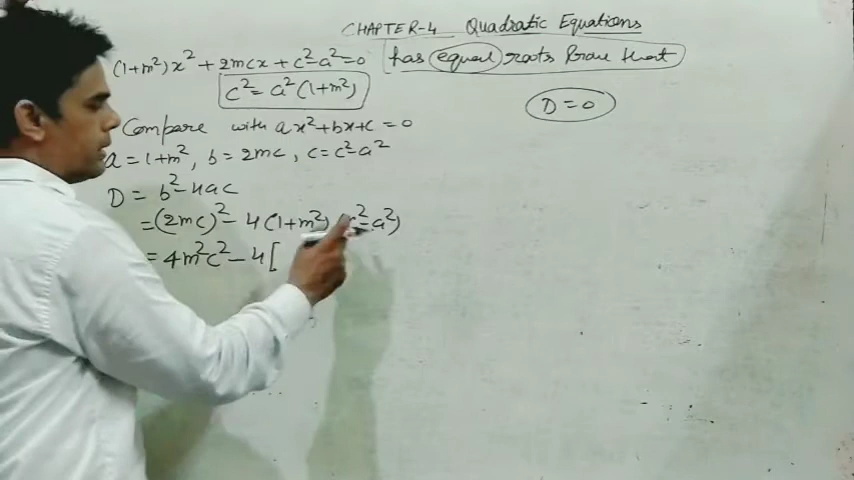 CHAPTER-4 Quadratic Equations
(1+m²)x² + 2mcx + c²-a²=0 has equal roots Prove that
c² = a²(1+m²)
D=0
Compare with ax²+bx+c=0
a=1+m², b=2mc, c=c²-a²
D = b²-4ac
=(2mc)²-4(1+m²)(c²-a²)
= 4m²c²-4[